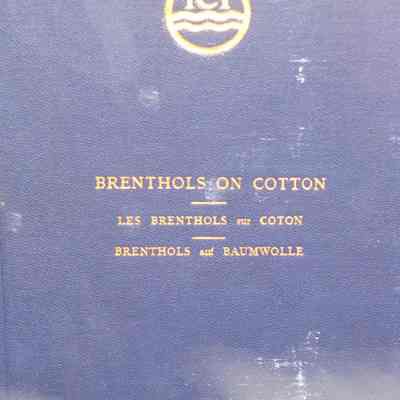 ICI
BRENTHOLS ON COTTON
LES BRENTHOLS sur COTON
BRENTHOLS auf BAUMWOLLE